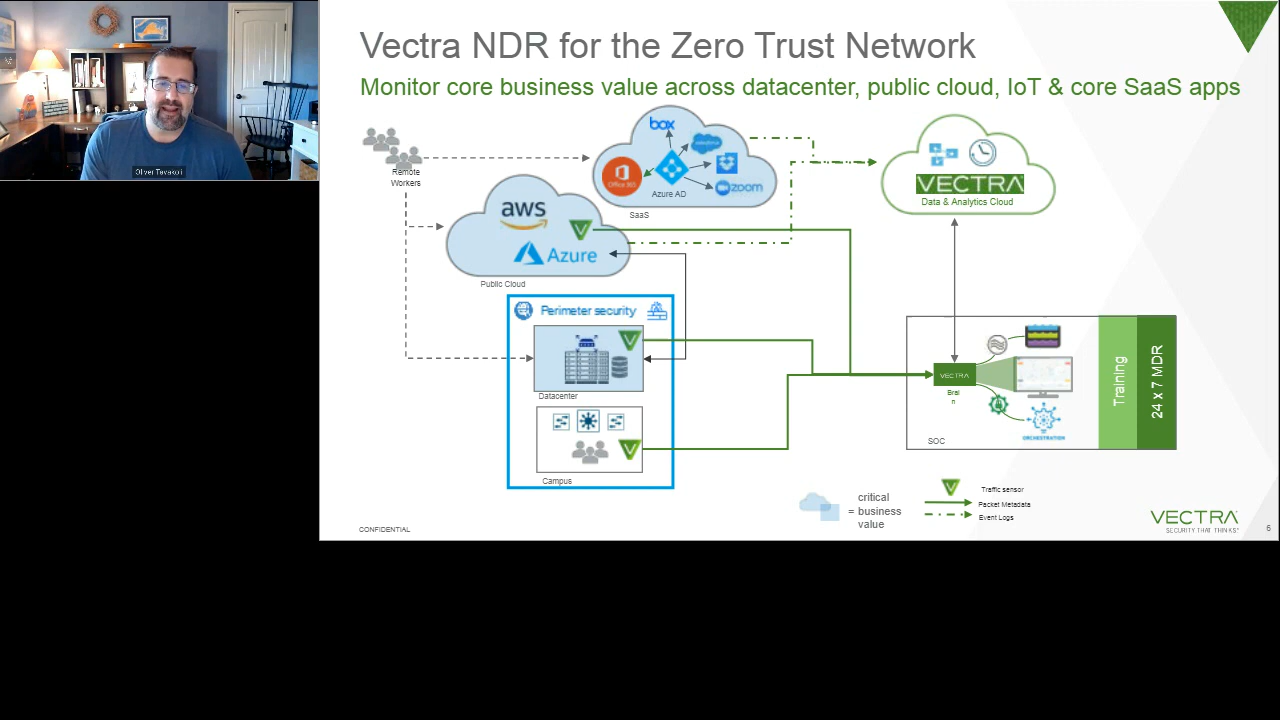 Oliver Tavakoli
Vectra NDR for the Zero Trust Network
Monitor core business value across datacenter, public cloud, IoT & core SaaS apps
Remote
Workers
box
salesforce
Office 365
Azure AD
zoom
SaaS
aws
Azure
Public Cloud
VECTRA
Data & Analytics Cloud
Perimeter security
Datacenter
Campus
VECTRA
Brai
n
ORCHESTRATION
SOC
Training
24 x 7 MDR
critical
= business
value
Traffic sensor
Packet Metadata
Event Logs
CONFIDENTIAL
VECTRA
SECURITY THAT THINKS
6